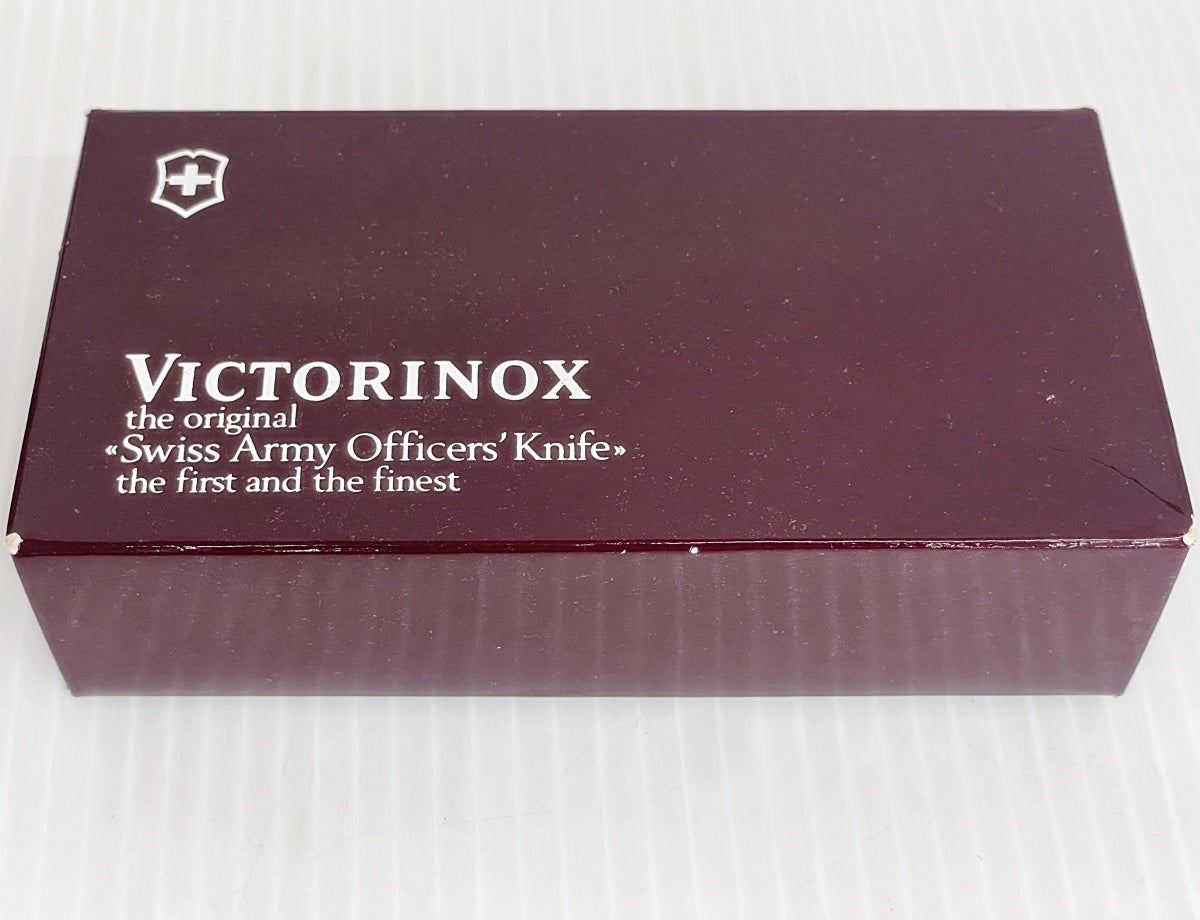 VICTORINOX
the original
«Swiss Army Officers' Knife»
the first and the finest